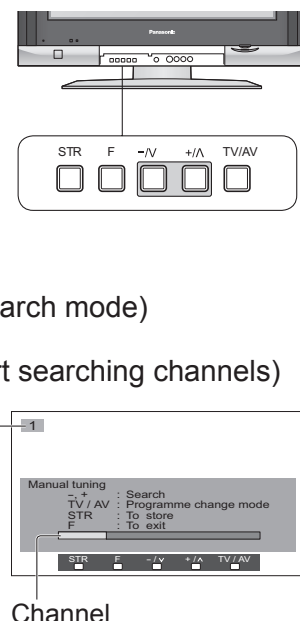 Panasonic
STR F −/∨ +/∧ TV/AV
arch mode)
t searching channels)
1
Manual tuning
−, + : Search
TV / AV : Programme change mode
STR : To store
F : To exit
STR F − / ∨ + / ∧ TV / AV
Channel